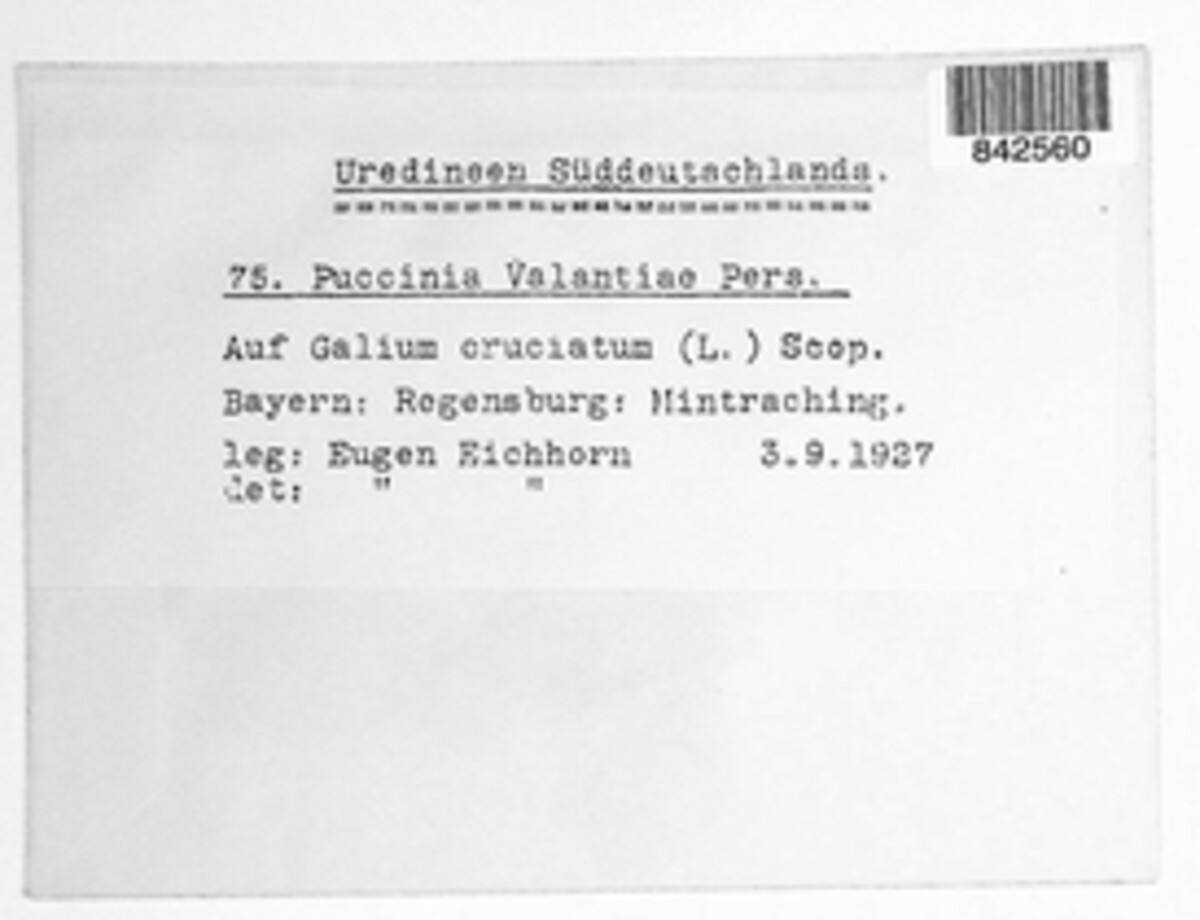 842560
Uredineen Süddeutschlands.
75. Puccinia Valantiae Pers.
Auf Galium cruciatum (L.) Scop.
Bayern: Regensburg: Mintraching.
leg: Eugen Eichhorn 3.9.1927
det: " "